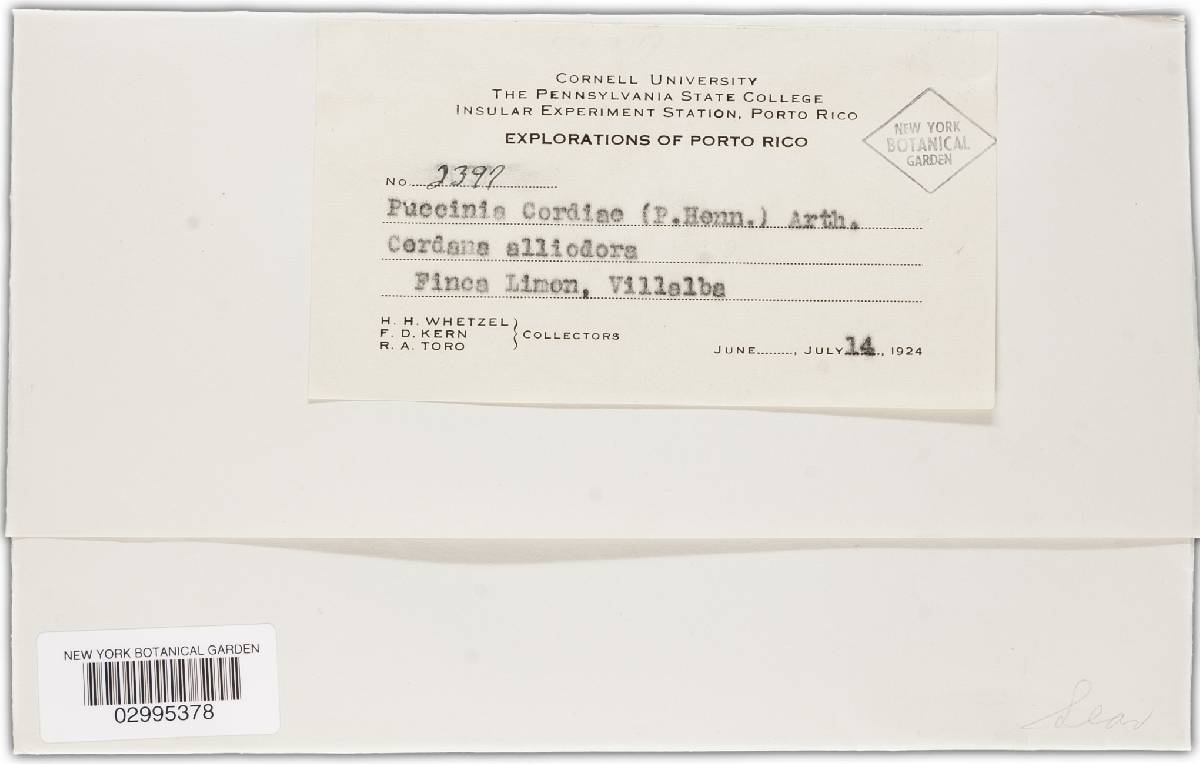 CORNELL UNIVERSITY
THE PENNSYLVANIA STATE COLLEGE
INSULAR EXPERIMENT STATION, PORTO RICO
EXPLORATIONS OF PORTO RICO
NEW YORK
BOTANICAL
GARDEN
No. 2397
Puccinia Cordiae (P.Henn.) Arth.
Cordana alliodora
Finca Limon, Villalba
H. H. WHETZEL
F. D. KERN
R. A. TORO
COLLECTORS
JUNE........., JULY 14, 1924
NEW YORK BOTANICAL GARDEN
02995378